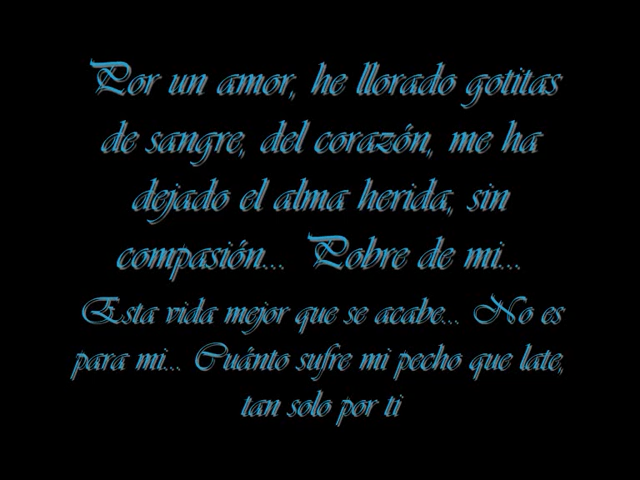 Por un amor, he llorado gotitas
de sangre, del corazón, me ha
dejado el alma herida, sin
compasión... Pobre de mi...
Esta vida mejor que se acabe... No es
para mi... Cuánto sufre mi pecho que late,
tan solo por ti